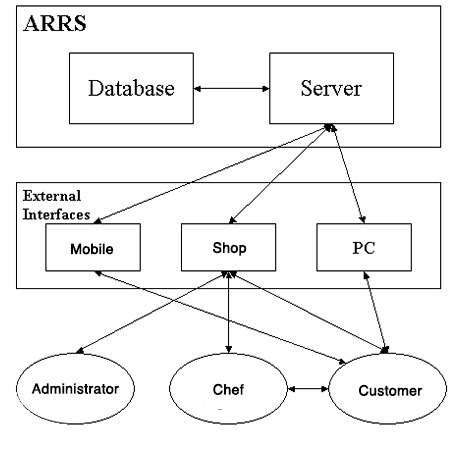 ARRS
Database
Server
External
Interfaces
Mobile
Shop
PC
Administrator
Chef
Customer